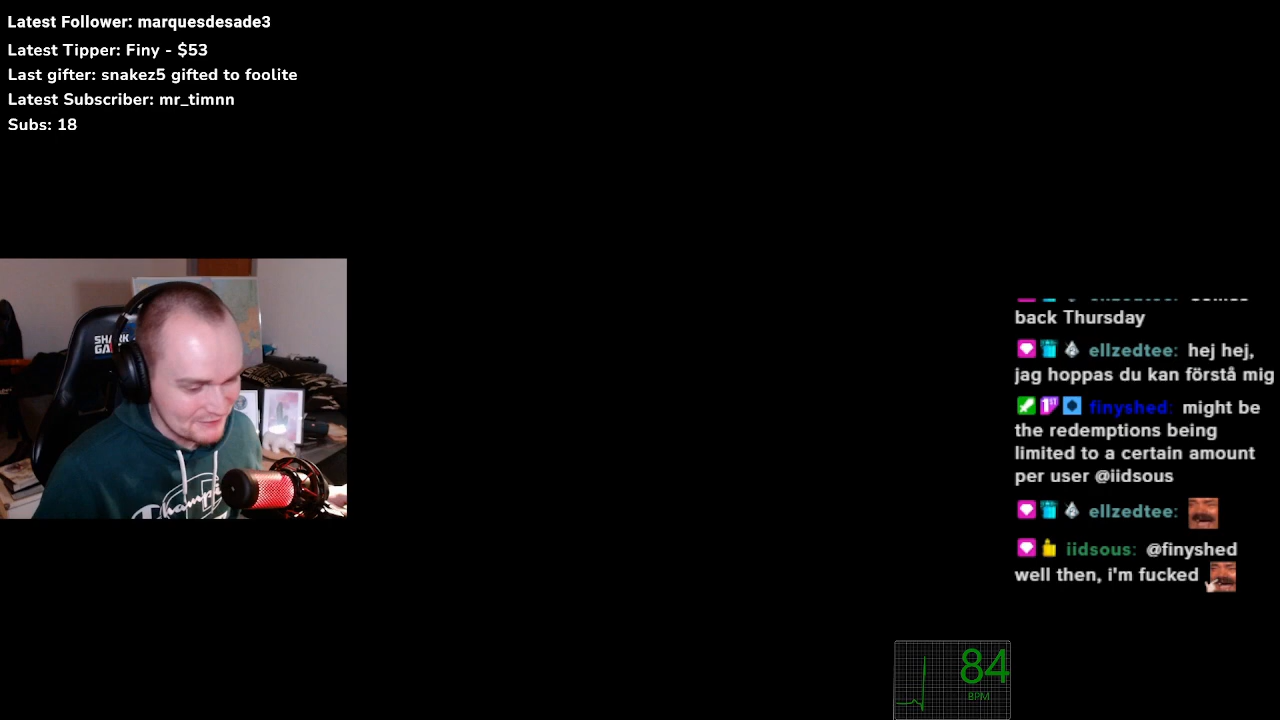 Latest Follower: marquesdesade3
Latest Tipper: Finy - $53
Last gifter: snakez5 gifted to foolite
Latest Subscriber: mr_timnn
Subs: 18
SHARK
Champion
back Thursday
ellzedtee: hej hej,
jag hoppas du kan förstå mig
finyshed: might be
the redemptions being
limited to a certain amount
per user @iidsous
ellzedtee:
iidsous: @finyshed
well then, i'm fucked
84
BPM